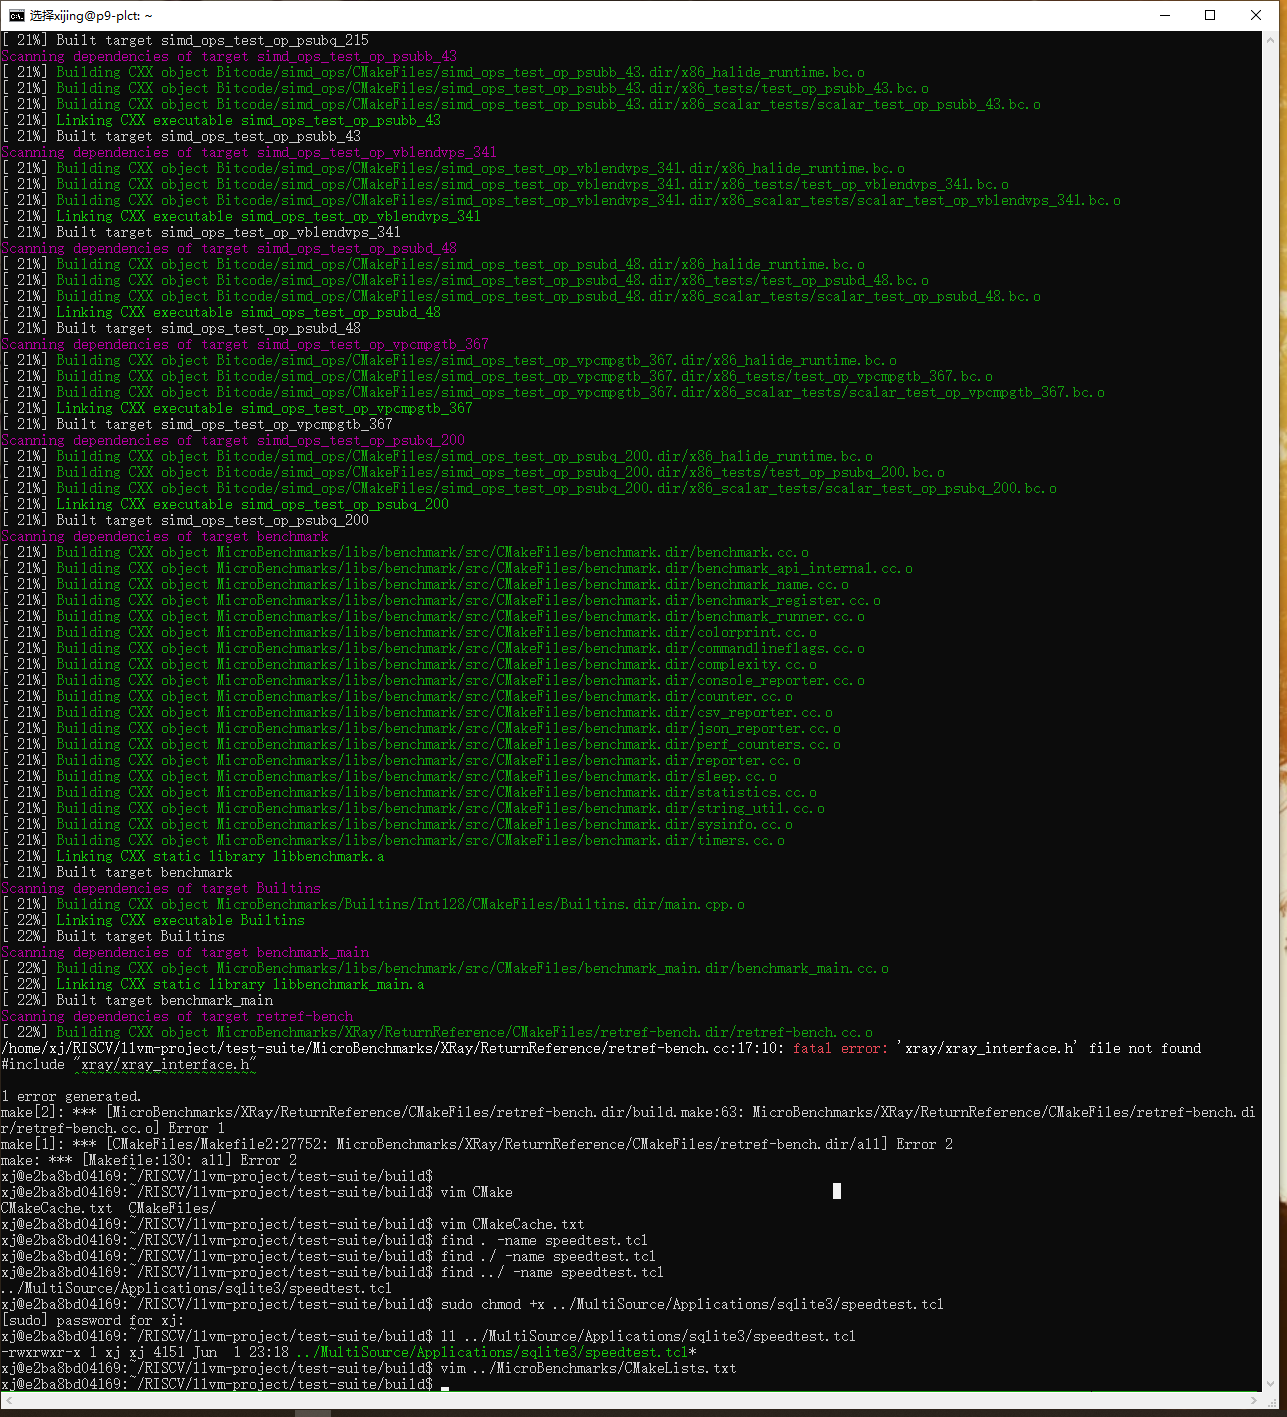 选择xijing@p9-plct: ~
[ 21%] Built target simd_ops_test_op_psubq_215
Scanning dependencies of target simd_ops_test_op_psubb_43
[ 21%] Building CXX object Bitcode/simd_ops/CMakeFiles/simd_ops_test_op_psubb_43.dir/x86_halide_runtime.bc.o
[ 21%] Building CXX object Bitcode/simd_ops/CMakeFiles/simd_ops_test_op_psubb_43.dir/x86_tests/test_op_psubb_43.bc.o
[ 21%] Building CXX object Bitcode/simd_ops/CMakeFiles/simd_ops_test_op_psubb_43.dir/x86_scalar_tests/scalar_test_op_psubb_43.bc.o
[ 21%] Linking CXX executable simd_ops_test_op_psubb_43
[ 21%] Built target simd_ops_test_op_psubb_43
Scanning dependencies of target simd_ops_test_op_vblendvps_341
[ 21%] Building CXX object Bitcode/simd_ops/CMakeFiles/simd_ops_test_op_vblendvps_341.dir/x86_halide_runtime.bc.o
[ 21%] Building CXX object Bitcode/simd_ops/CMakeFiles/simd_ops_test_op_vblendvps_341.dir/x86_tests/test_op_vblendvps_341.bc.o
[ 21%] Building CXX object Bitcode/simd_ops/CMakeFiles/simd_ops_test_op_vblendvps_341.dir/x86_scalar_tests/scalar_test_op_vblendvps_341.bc.o
[ 21%] Linking CXX executable simd_ops_test_op_vblendvps_341
[ 21%] Built target simd_ops_test_op_vblendvps_341
Scanning dependencies of target simd_ops_test_op_psubd_48
[ 21%] Building CXX object Bitcode/simd_ops/CMakeFiles/simd_ops_test_op_psubd_48.dir/x86_halide_runtime.bc.o
[ 21%] Building CXX object Bitcode/simd_ops/CMakeFiles/simd_ops_test_op_psubd_48.dir/x86_tests/test_op_psubd_48.bc.o
[ 21%] Building CXX object Bitcode/simd_ops/CMakeFiles/simd_ops_test_op_psubd_48.dir/x86_scalar_tests/scalar_test_op_psubd_48.bc.o
[ 21%] Linking CXX executable simd_ops_test_op_psubd_48
[ 21%] Built target simd_ops_test_op_psubd_48
Scanning dependencies of target simd_ops_test_op_vpcmpgtb_367
[ 21%] Building CXX object Bitcode/simd_ops/CMakeFiles/simd_ops_test_op_vpcmpgtb_367.dir/x86_halide_runtime.bc.o
[ 21%] Building CXX object Bitcode/simd_ops/CMakeFiles/simd_ops_test_op_vpcmpgtb_367.dir/x86_tests/test_op_vpcmpgtb_367.bc.o
[ 21%] Building CXX object Bitcode/simd_ops/CMakeFiles/simd_ops_test_op_vpcmpgtb_367.dir/x86_scalar_tests/scalar_test_op_vpcmpgtb_367.bc.o
[ 21%] Linking CXX executable simd_ops_test_op_vpcmpgtb_367
[ 21%] Built target simd_ops_test_op_vpcmpgtb_367
Scanning dependencies of target simd_ops_test_op_psubq_200
[ 21%] Building CXX object Bitcode/simd_ops/CMakeFiles/simd_ops_test_op_psubq_200.dir/x86_halide_runtime.bc.o
[ 21%] Building CXX object Bitcode/simd_ops/CMakeFiles/simd_ops_test_op_psubq_200.dir/x86_tests/test_op_psubq_200.bc.o
[ 21%] Building CXX object Bitcode/simd_ops/CMakeFiles/simd_ops_test_op_psubq_200.dir/x86_scalar_tests/scalar_test_op_psubq_200.bc.o
[ 21%] Linking CXX executable simd_ops_test_op_psubq_200
[ 21%] Built target simd_ops_test_op_psubq_200
Scanning dependencies of target benchmark
[ 21%] Building CXX object MicroBenchmarks/libs/benchmark/src/CMakeFiles/benchmark.dir/benchmark.cc.o
[ 21%] Building CXX object MicroBenchmarks/libs/benchmark/src/CMakeFiles/benchmark.dir/benchmark_api_internal.cc.o
[ 21%] Building CXX object MicroBenchmarks/libs/benchmark/src/CMakeFiles/benchmark.dir/benchmark_name.cc.o
[ 21%] Building CXX object MicroBenchmarks/libs/benchmark/src/CMakeFiles/benchmark.dir/benchmark_register.cc.o
[ 21%] Building CXX object MicroBenchmarks/libs/benchmark/src/CMakeFiles/benchmark.dir/benchmark_runner.cc.o
[ 21%] Building CXX object MicroBenchmarks/libs/benchmark/src/CMakeFiles/benchmark.dir/colorprint.cc.o
[ 21%] Building CXX object MicroBenchmarks/libs/benchmark/src/CMakeFiles/benchmark.dir/commandlineflags.cc.o
[ 21%] Building CXX object MicroBenchmarks/libs/benchmark/src/CMakeFiles/benchmark.dir/complexity.cc.o
[ 21%] Building CXX object MicroBenchmarks/libs/benchmark/src/CMakeFiles/benchmark.dir/console_reporter.cc.o
[ 21%] Building CXX object MicroBenchmarks/libs/benchmark/src/CMakeFiles/benchmark.dir/counter.cc.o
[ 21%] Building CXX object MicroBenchmarks/libs/benchmark/src/CMakeFiles/benchmark.dir/csv_reporter.cc.o
[ 21%] Building CXX object MicroBenchmarks/libs/benchmark/src/CMakeFiles/benchmark.dir/json_reporter.cc.o
[ 21%] Building CXX object MicroBenchmarks/libs/benchmark/src/CMakeFiles/benchmark.dir/perf_counters.cc.o
[ 21%] Building CXX object MicroBenchmarks/libs/benchmark/src/CMakeFiles/benchmark.dir/reporter.cc.o
[ 21%] Building CXX object MicroBenchmarks/libs/benchmark/src/CMakeFiles/benchmark.dir/sleep.cc.o
[ 21%] Building CXX object MicroBenchmarks/libs/benchmark/src/CMakeFiles/benchmark.dir/statistics.cc.o
[ 21%] Building CXX object MicroBenchmarks/libs/benchmark/src/CMakeFiles/benchmark.dir/string_util.cc.o
[ 21%] Building CXX object MicroBenchmarks/libs/benchmark/src/CMakeFiles/benchmark.dir/sysinfo.cc.o
[ 21%] Building CXX object MicroBenchmarks/libs/benchmark/src/CMakeFiles/benchmark.dir/timers.cc.o
[ 21%] Linking CXX static library libbenchmark.a
[ 21%] Built target benchmark
Scanning dependencies of target Builtins
[ 21%] Building CXX object MicroBenchmarks/Builtins/Int128/CMakeFiles/Builtins.dir/main.cpp.o
[ 22%] Linking CXX executable Builtins
[ 22%] Built target Builtins
Scanning dependencies of target benchmark_main
[ 22%] Building CXX object MicroBenchmarks/libs/benchmark/src/CMakeFiles/benchmark_main.dir/benchmark_main.cc.o
[ 22%] Linking CXX static library libbenchmark_main.a
[ 22%] Built target benchmark_main
Scanning dependencies of target retref-bench
[ 22%] Building CXX object MicroBenchmarks/XRay/ReturnReference/CMakeFiles/retref-bench.dir/retref-bench.cc.o
/home/xj/RISCV/llvm-project/test-suite/MicroBenchmarks/XRay/ReturnReference/retref-bench.cc:17:10: fatal error: 'xray/xray_interface.h' file not found
#include "xray/xray_interface.h"
^~~~~~~~~~~~~~~~~~~~~~~
1 error generated.
make[2]: *** [MicroBenchmarks/XRay/ReturnReference/CMakeFiles/retref-bench.dir/build.make:63: MicroBenchmarks/XRay/ReturnReference/CMakeFiles/retref-bench.di
r/retref-bench.cc.o] Error 1
make[1]: *** [CMakeFiles/Makefile2:27752: MicroBenchmarks/XRay/ReturnReference/CMakeFiles/retref-bench.dir/all] Error 2
make: *** [Makefile:130: all] Error 2
xj@e2ba8bd04169:~/RISCV/llvm-project/test-suite/build$
xj@e2ba8bd04169:~/RISCV/llvm-project/test-suite/build$ vim CMake
CMakeCache.txt  CMakeFiles/
xj@e2ba8bd04169:~/RISCV/llvm-project/test-suite/build$ vim CMakeCache.txt
xj@e2ba8bd04169:~/RISCV/llvm-project/test-suite/build$ find . -name speedtest.tcl
xj@e2ba8bd04169:~/RISCV/llvm-project/test-suite/build$ find ./ -name speedtest.tcl
xj@e2ba8bd04169:~/RISCV/llvm-project/test-suite/build$ find ../ -name speedtest.tcl
../MultiSource/Applications/sqlite3/speedtest.tcl
xj@e2ba8bd04169:~/RISCV/llvm-project/test-suite/build$ sudo chmod +x ../MultiSource/Applications/sqlite3/speedtest.tcl
[sudo] password for xj:
xj@e2ba8bd04169:~/RISCV/llvm-project/test-suite/build$ ll ../MultiSource/Applications/sqlite3/speedtest.tcl
-rwxrwxr-x 1 xj xj 4151 Jun  1 23:18 ../MultiSource/Applications/sqlite3/speedtest.tcl*
xj@e2ba8bd04169:~/RISCV/llvm-project/test-suite/build$ vim ../MicroBenchmarks/CMakeLists.txt
xj@e2ba8bd04169:~/RISCV/llvm-project/test-suite/build$